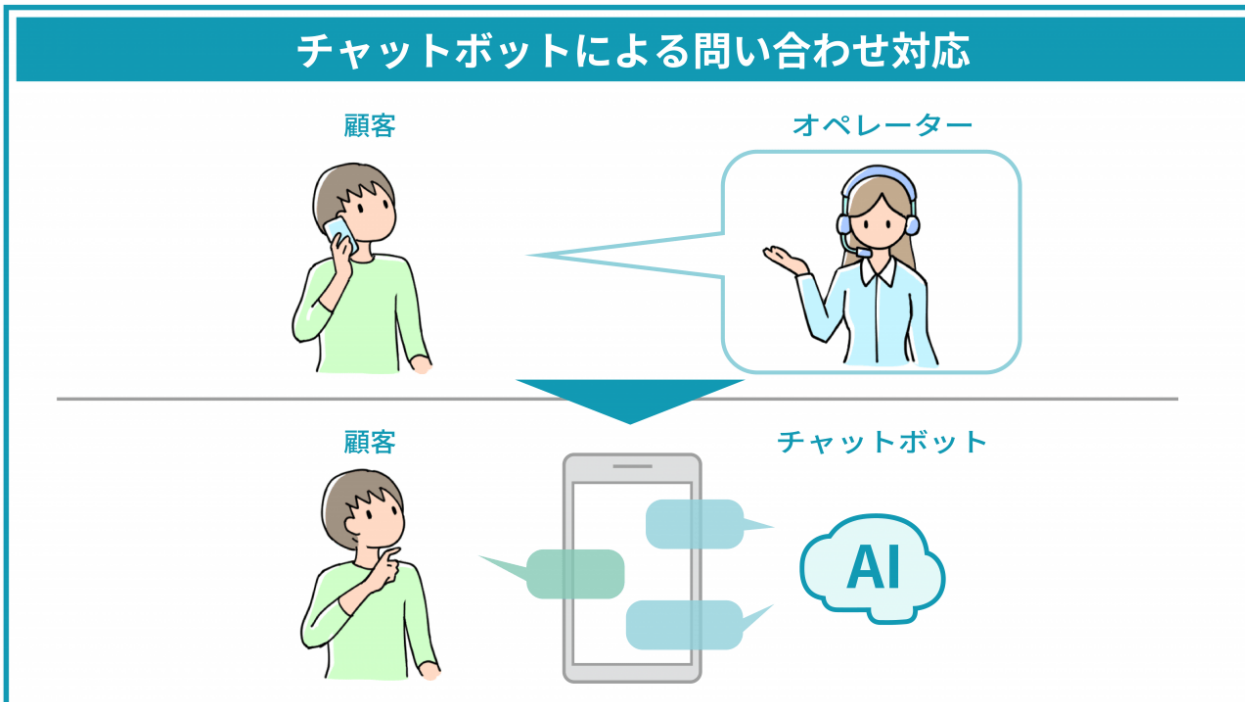 チャットボットによる問い合わせ対応
顧客
オペレーター
顧客
チャットボット
AI